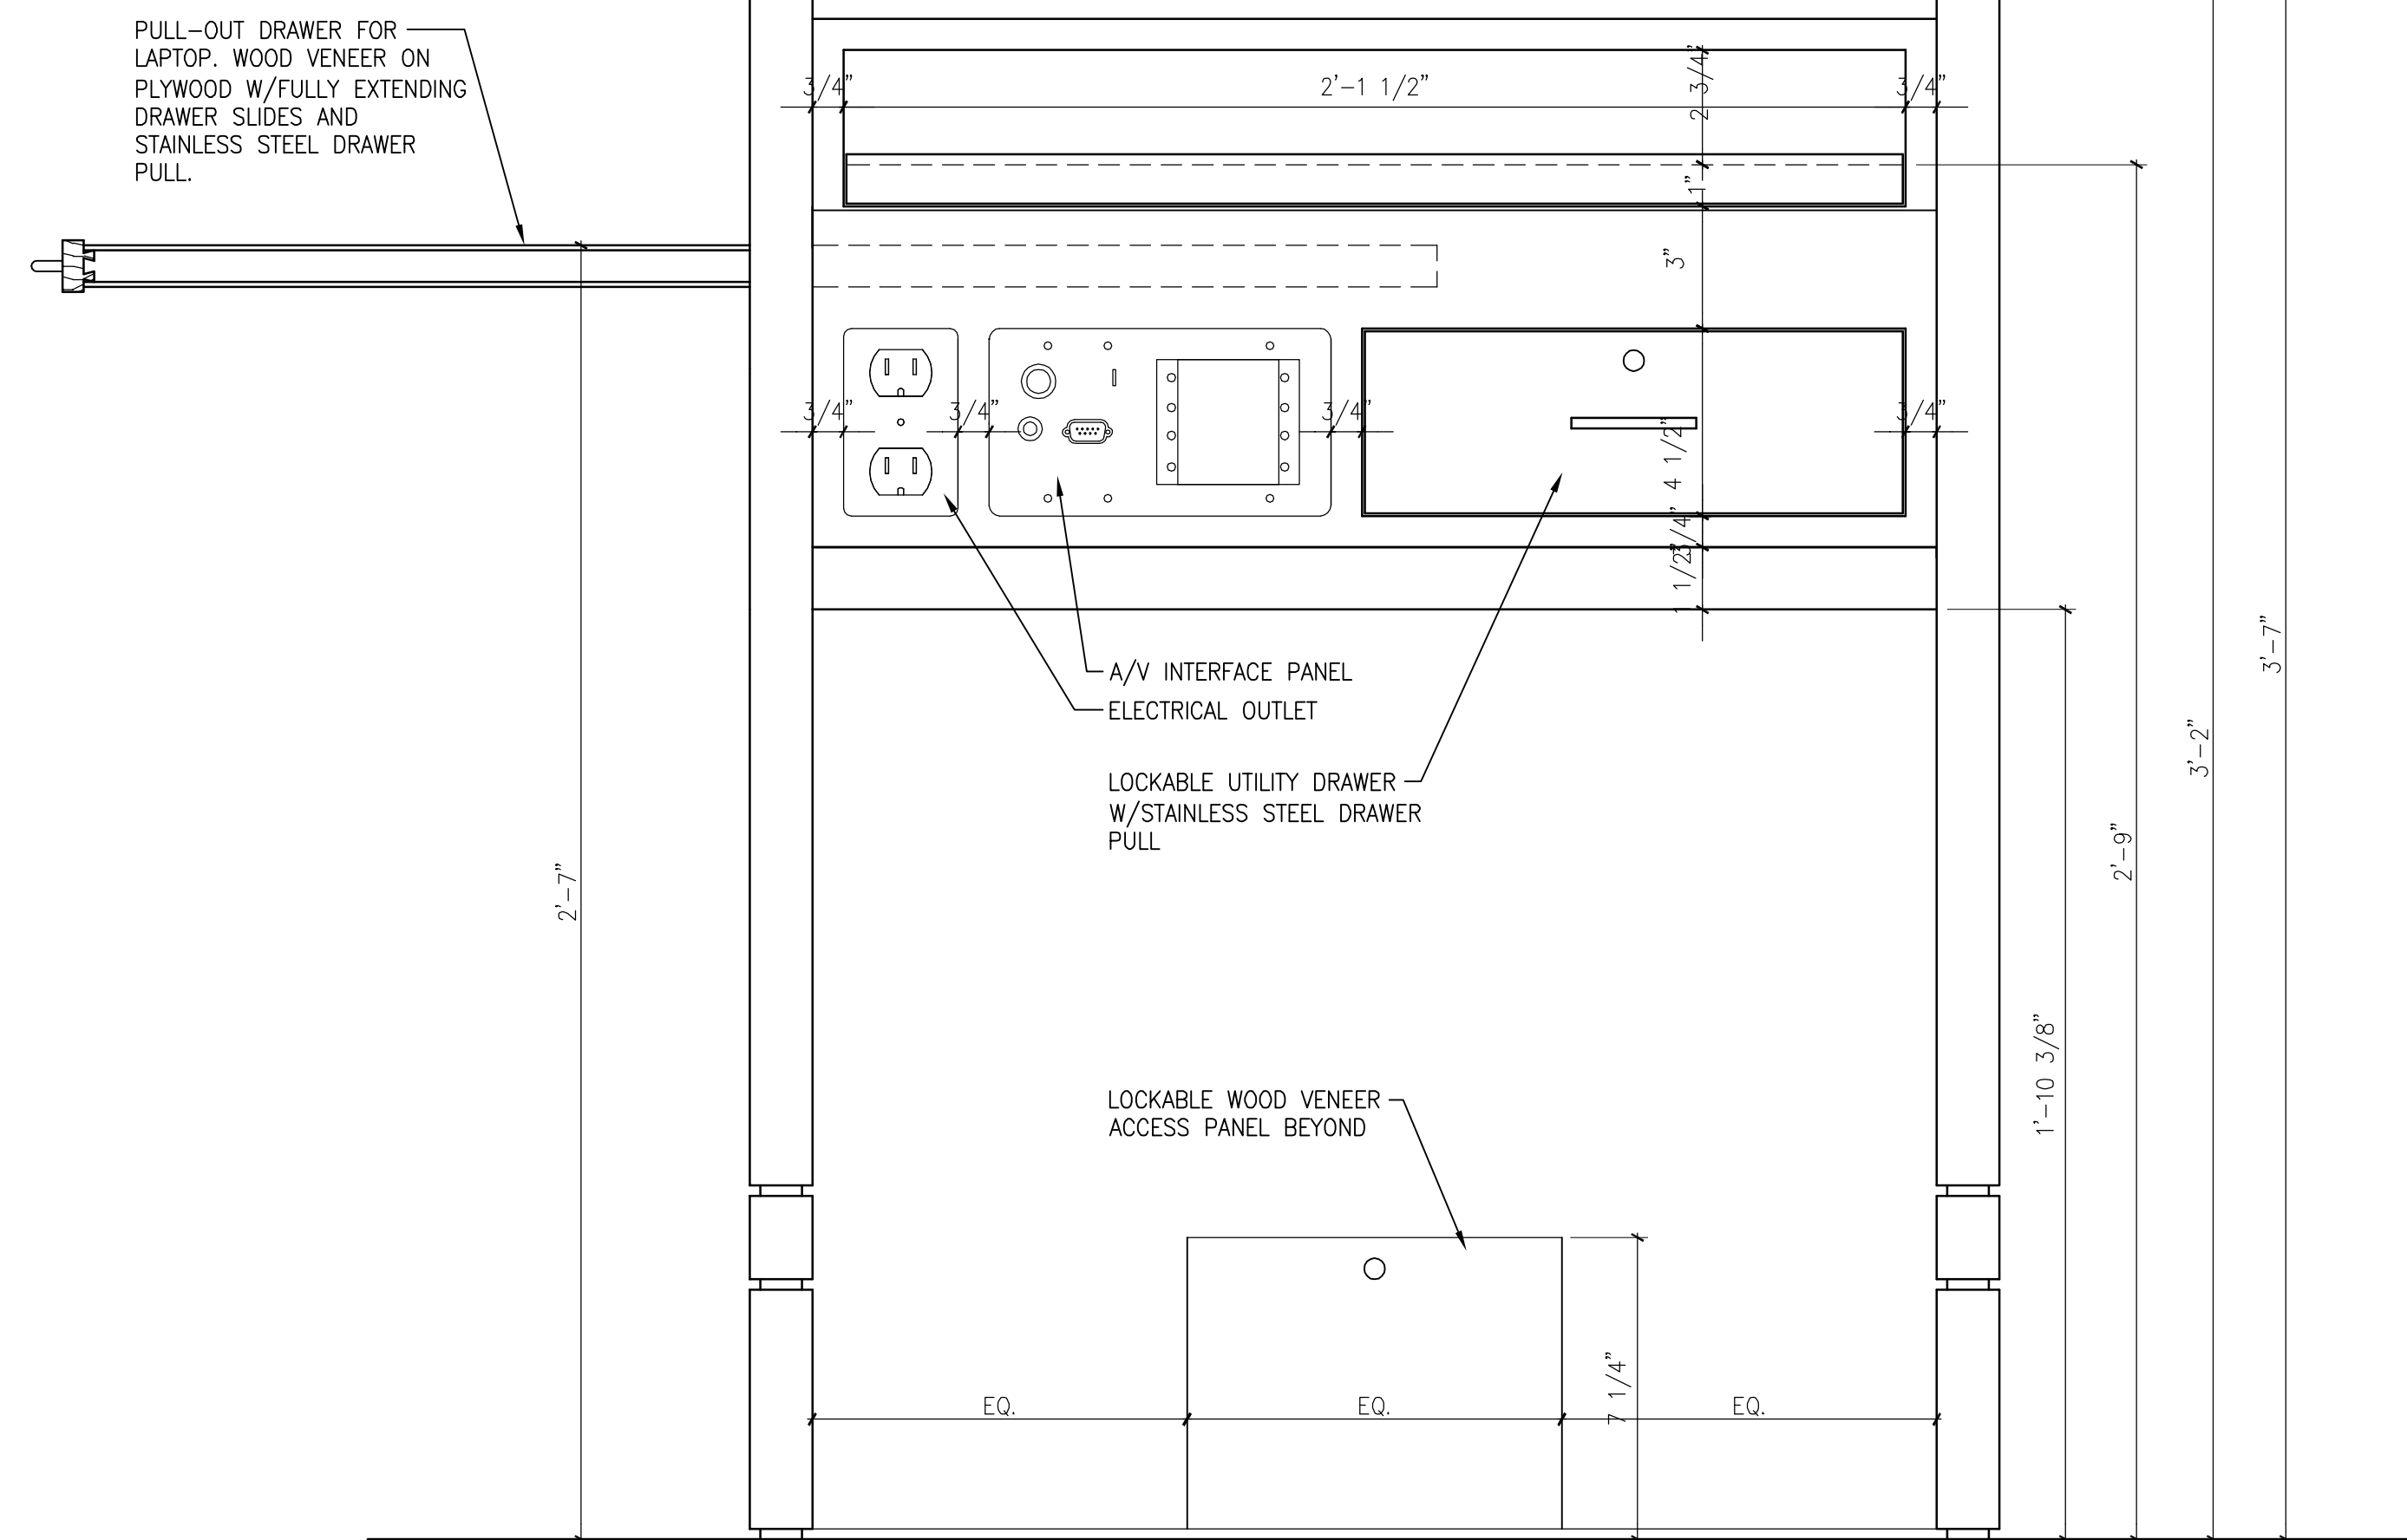 PULL-OUT DRAWER FOR
LAPTOP. WOOD VENEER ON
PLYWOOD W/FULLY EXTENDING
DRAWER SLIDES AND
STAINLESS STEEL DRAWER
PULL.
3/4"
2'-1 1/2"
2 3/4"
3/4"
1"
3"
3/4"
3/4"
3/4"
3/4"
4 1/2"
3/4"
1 1/2"
A/V INTERFACE PANEL
ELECTRICAL OUTLET
LOCKABLE UTILITY DRAWER
W/STAINLESS STEEL DRAWER
PULL
2'-7"
3'-7"
3'-2"
2'-9"
1'-10 3/8"
LOCKABLE WOOD VENEER
ACCESS PANEL BEYOND
7 1/4"
EQ.
EQ.
EQ.